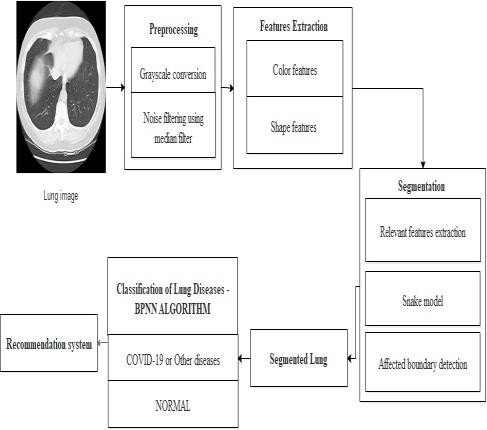 Preprocessing
Grayscale conversion
Noise filtering using
median filter
Features Extraction
Color features
Shape features
Lung image
Segmentation
Relevant features extraction
Snake model
Affected boundary detection
Segmented Lung
Classification of Lung Diseases -
BPNN ALGORITHM
COVID-19 or Other diseases
NORMAL
Recommendation system